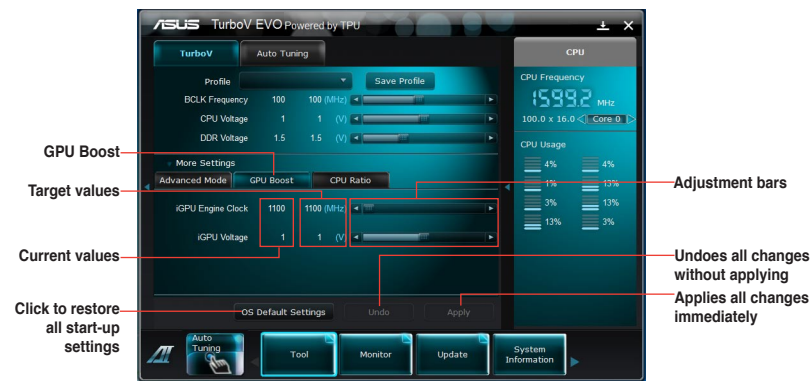 ASUS TurboV EVO Powered by TPU
TurboV
Auto Tuning
CPU
Profile
Save Profile
BCLK Frequency 100 100 (MHz)
CPU Voltage 1 1 (V)
DDR Voltage 1.5 1.5 (V)
CPU Frequency
1599.2 MHz
100.0 x 16.0 Core 0
CPU Usage
4% 4%
1% 13%
3% 13%
13% 3%
More Settings
Advanced Mode
GPU Boost
CPU Ratio
iGPU Engine Clock 1100 1100 (MHz)
iGPU Voltage 1 1 (V)
OS Default Settings
Undo
Apply
Auto
Tuning
Tool
Monitor
Update
System
Information
GPU Boost
Target values
Current values
Click to restore
all start-up
settings
Adjustment bars
Undoes all changes
without applying
Applies all changes
immediately